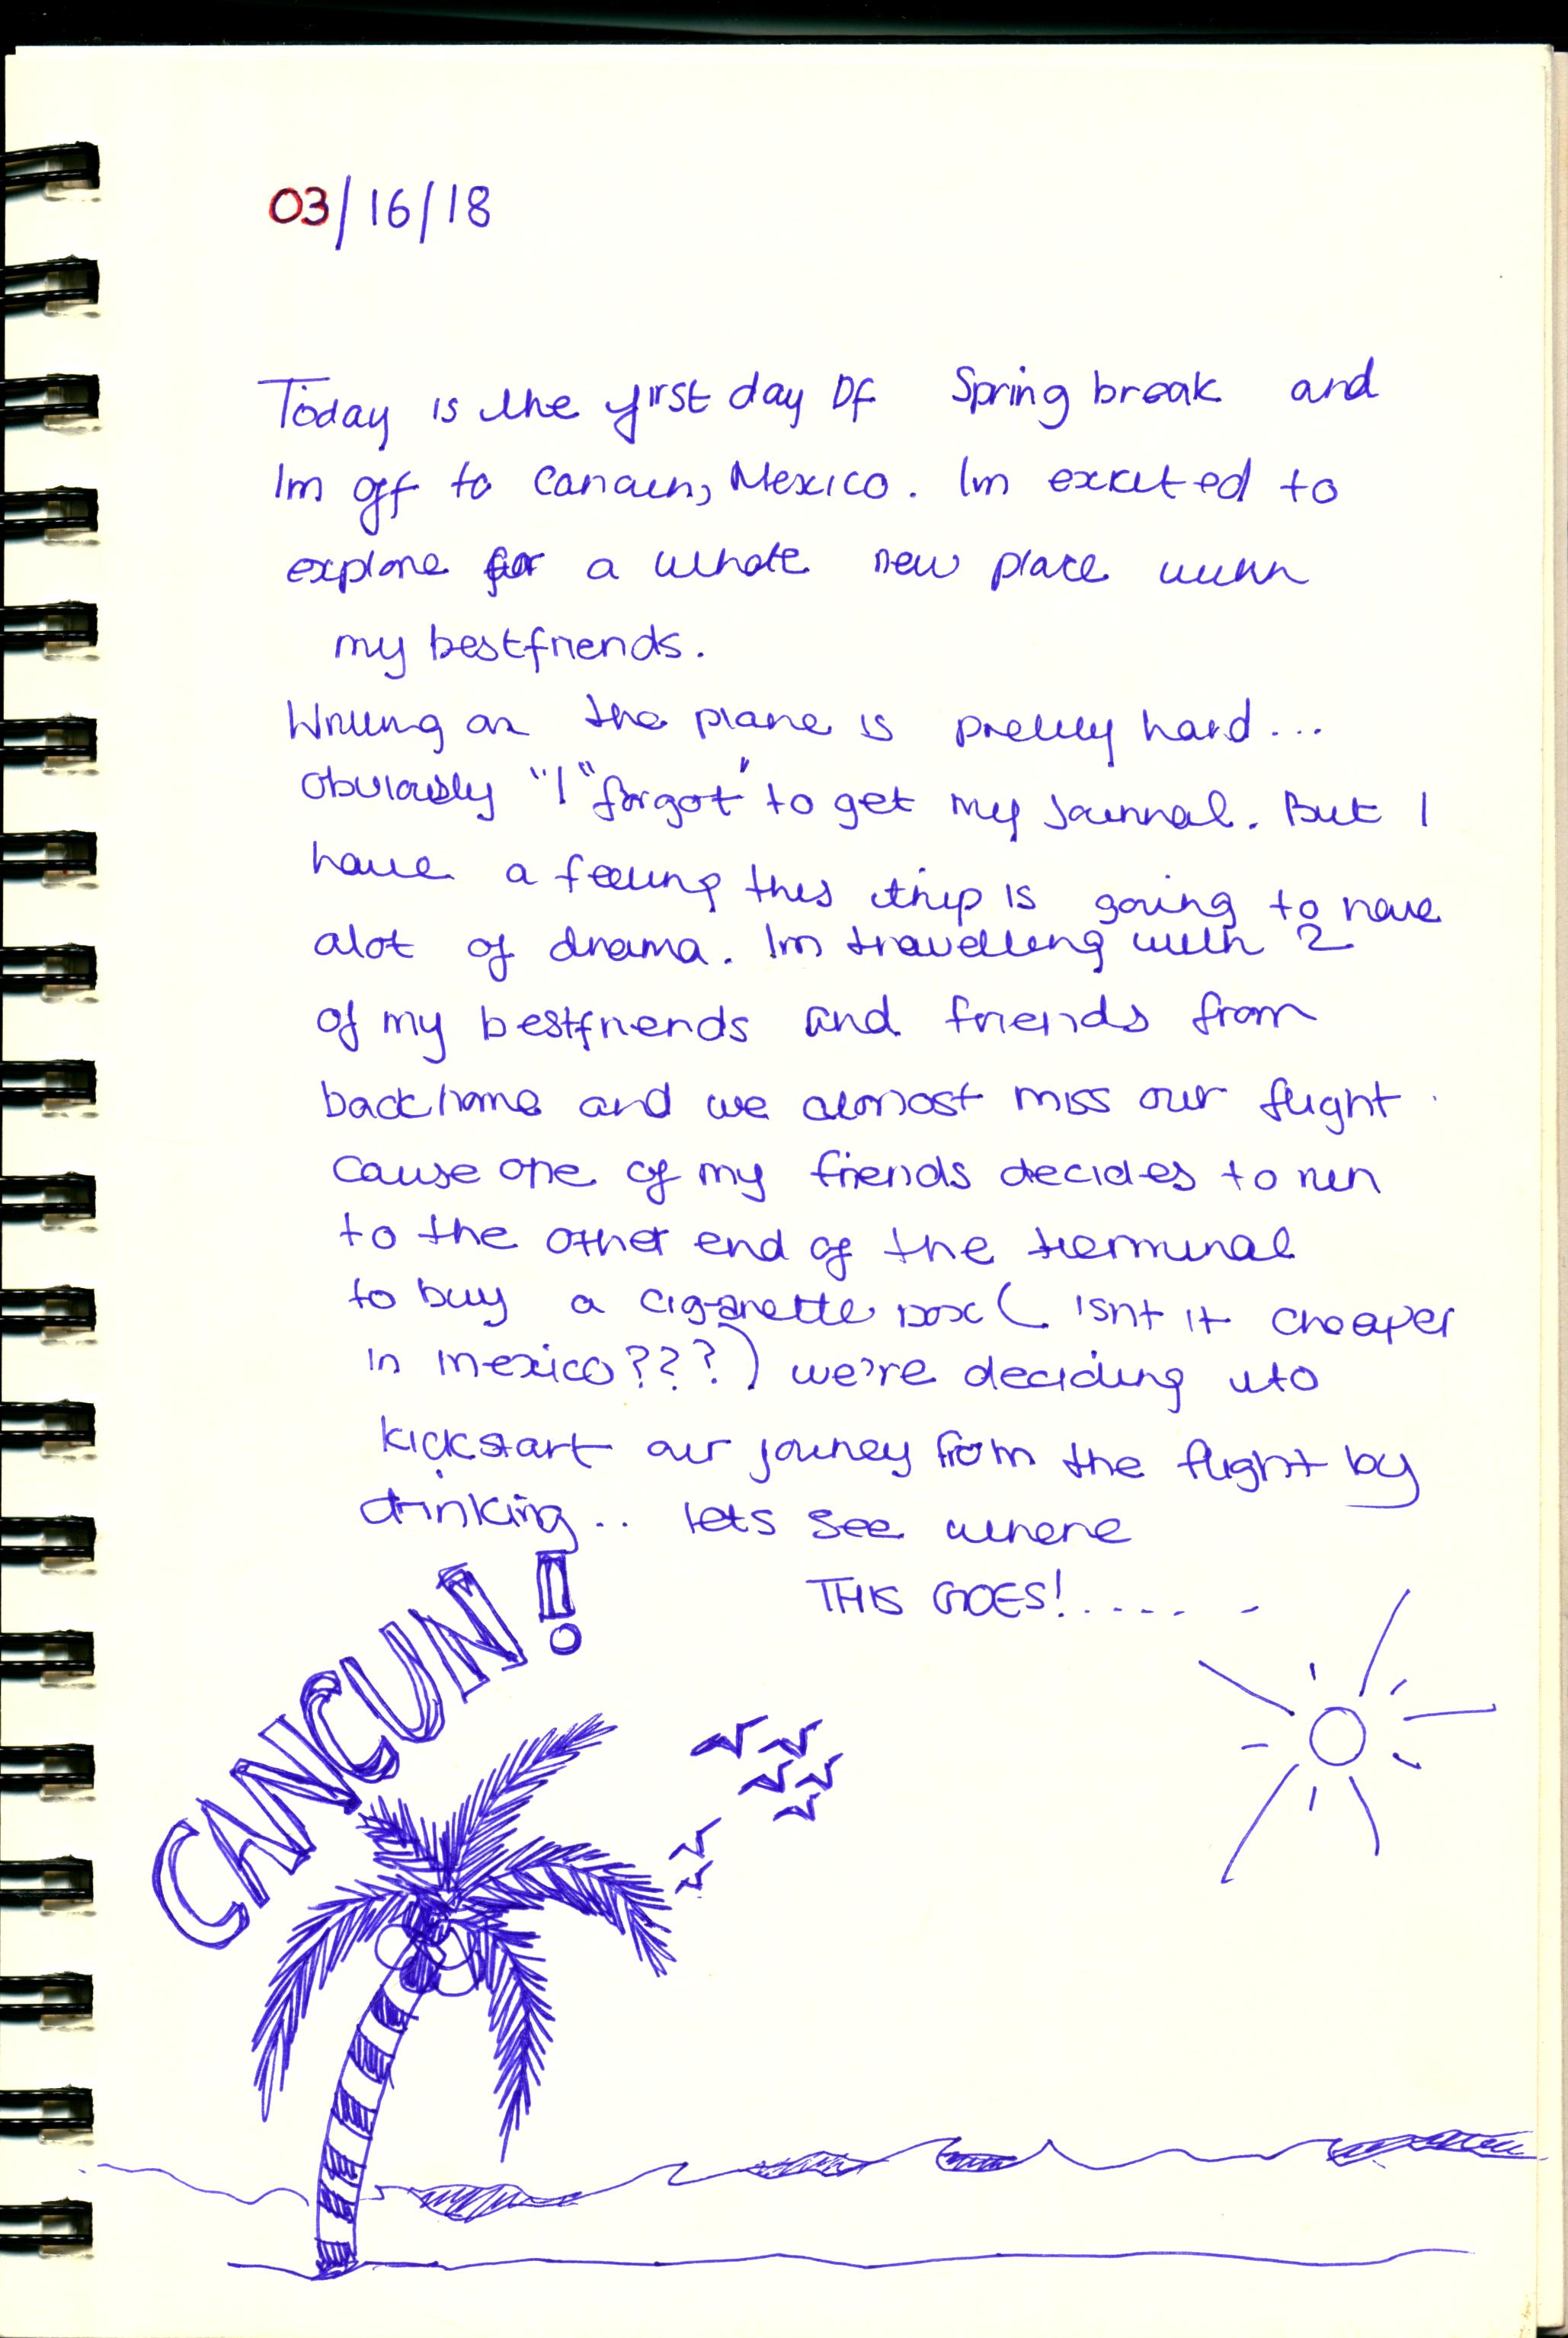 03/16/18
Today is the first day Of Spring break and
Im off to Cancun, Mexico. Im excited to
explore for a whole new place with
my bestfriends.
Writing on the plane is pretty hard...
Obviously "I "forgot" to get my journal. But I
have a feeling this trip is going to have
alot of drama. Im travelling with 2
of my bestfriends and friends from
backhome and we almost miss our flight.
Cause one of my friends decides to run
to the other end of the terminal
to buy a cigarette box ( isnt it cheaper
in mexico???) we're deciding to
kickstart our journey from the flight by
drinking.. lets see where
THIS GOES!..... -
CANCUN!